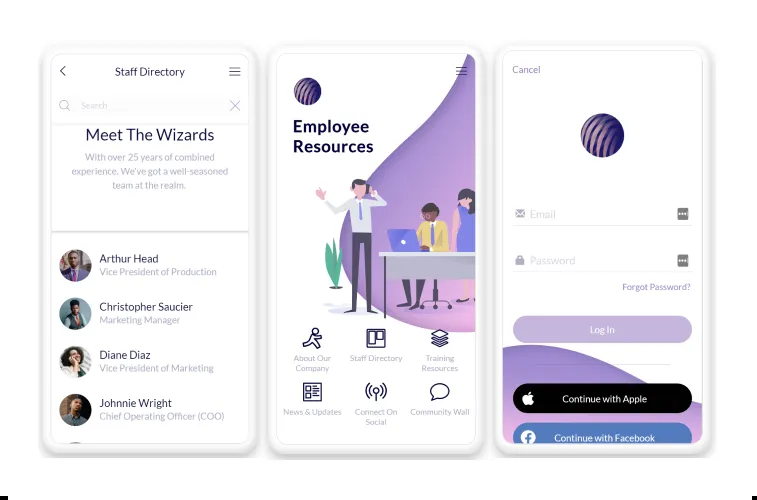 Staff Directory
Search
Meet The Wizards
With over 25 years of combined
experience. We've got a well-seasoned
team at the realm.
Arthur Head
Vice President of Production
Christopher Saucier
Marketing Manager
Diane Diaz
Vice President of Marketing
Johnnie Wright
Chief Operating Officer (COO)
Employee
Resources
About Our
Company
Staff Directory
Training
Resources
News & Updates
Connect On
Social
Community Wall
Cancel
Email
Password
Forgot Password?
Log In
Continue with Apple
Continue with Facebook